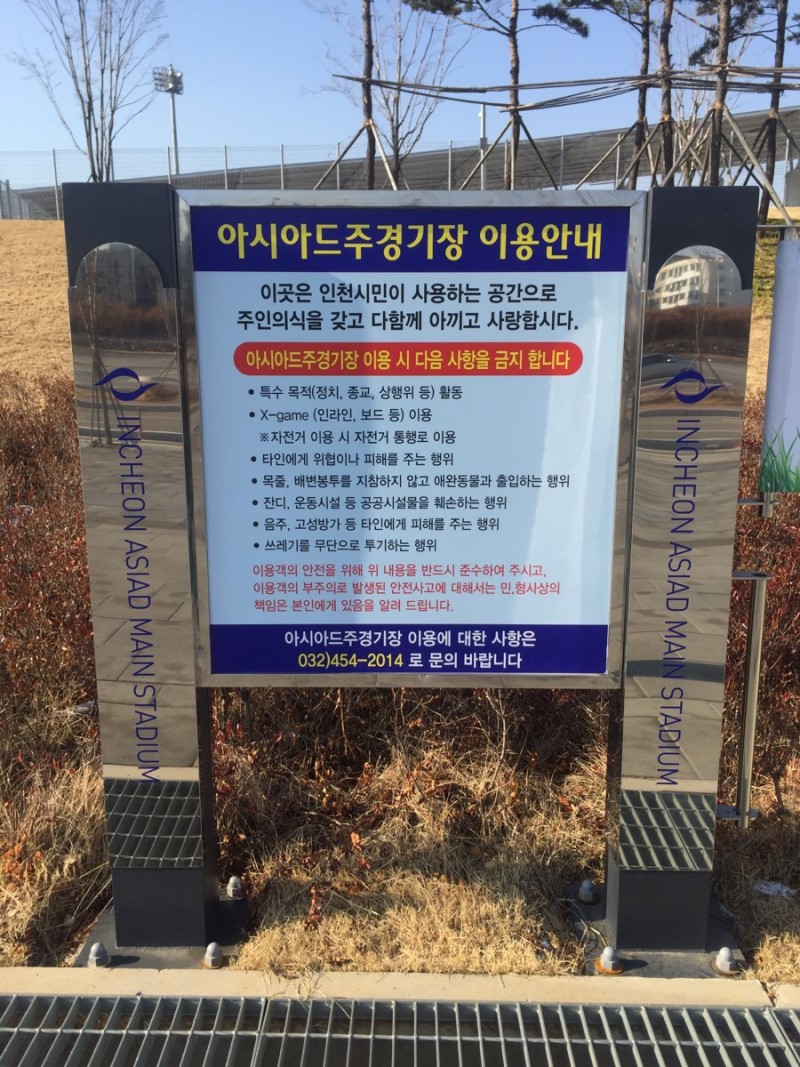 아시아드주경기장 이용안내
이곳은 인천시민이 사용하는 공간으로
주인의식을 갖고 다함께 아끼고 사랑합시다.
아시아드주경기장 이용 시 다음 사항을 금지 합니다
• 특수 목적(정치, 종교, 상행위 등) 활동
• X-game (인라인, 보드 등) 이용
※자전거 이용 시 자전거 통행로 이용
• 타인에게 위협이나 피해를 주는 행위
• 목줄, 배변봉투를 지참하지 않고 애완동물과 출입하는 행위
• 잔디, 운동시설 등 공공시설물을 훼손하는 행위
• 음주, 고성방가 등 타인에게 피해를 주는 행위
• 쓰레기를 무단으로 투기하는 행위
이용객의 안전을 위해 위 내용을 반드시 준수하여 주시고,
이용객의 부주의로 발생된 안전사고에 대해서는 민,형사상의
책임은 본인에게 있음을 알려 드립니다.
아시아드주경기장 이용에 대한 사항은
032)454-2014 로 문의 바랍니다
INCHEON ASIAD MAIN STADIUM
INCHEON ASIAD MAIN STADIUM